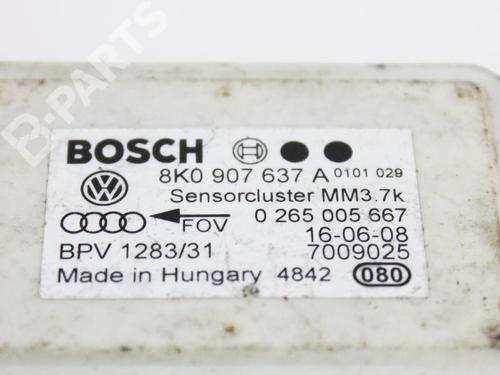 B-PARTS
BOSCH
8K0 907 637 A 0101 029
Sensorcluster MM3.7k
FOV 0 265 005 667
16-06-08
BPV 1283/31 7009025
Made in Hungary 4842 080